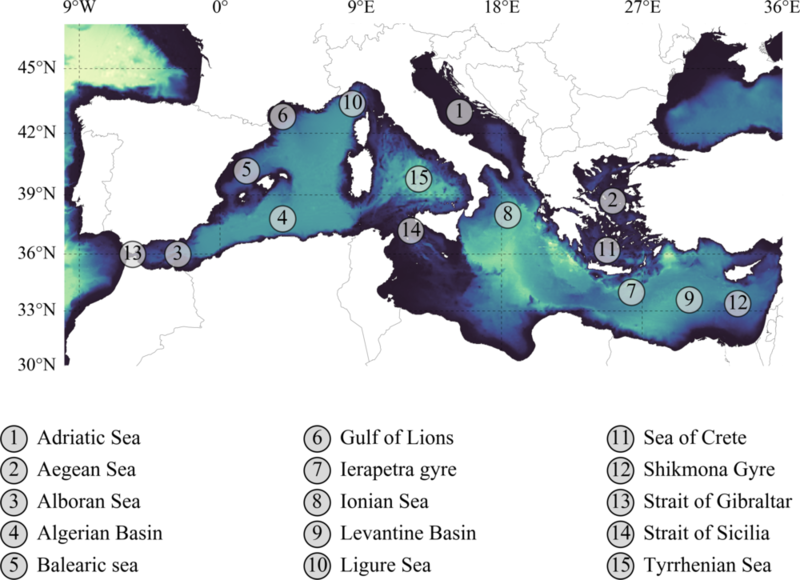 9°W 0° 9°E 18°E 27°E 36°E
45°N
10
6
1
42°N
5
15
39°N
2
4
8
14
11
36°N
13 3
7
9 12
33°N
30°N
1 Adriatic Sea
2 Aegean Sea
3 Alboran Sea
4 Algerian Basin
5 Balearic sea
6 Gulf of Lions
7 Ierapetra gyre
8 Ionian Sea
9 Levantine Basin
10 Ligure Sea
11 Sea of Crete
12 Shikmona Gyre
13 Strait of Gibraltar
14 Strait of Sicilia
15 Tyrrhenian Sea